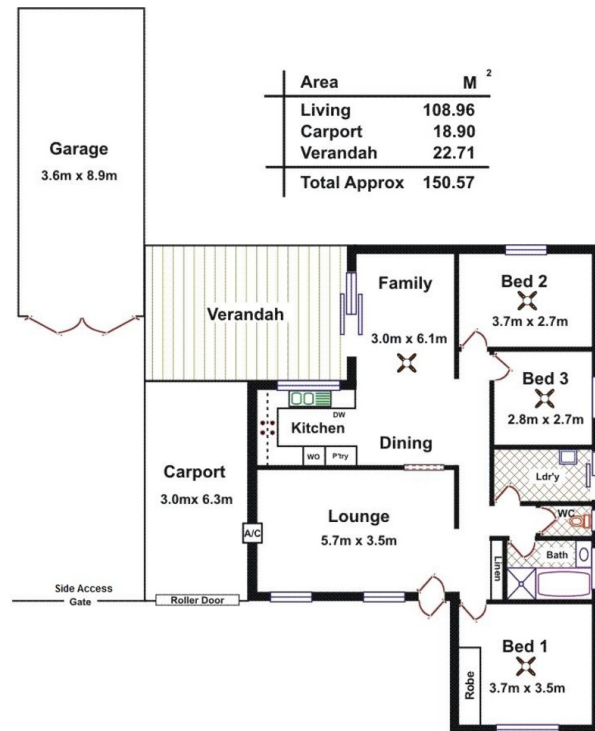 Area M 2
Living 108.96
Carport 18.90
Verandah 22.71
Total Approx 150.57
Garage
3.6m x 8.9m
Verandah
Family
3.0m x 6.1m
Bed 2
3.7m x 2.7m
Bed 3
2.8m x 2.7m
DW
Kitchen
WO
P'try
Dining
Ldr'y
WC
Bath
Linen
Carport
3.0mx 6.3m
A/C
Lounge
5.7m x 3.5m
Side Access
Gate
Roller Door
Bed 1
3.7m x 3.5m
Robe